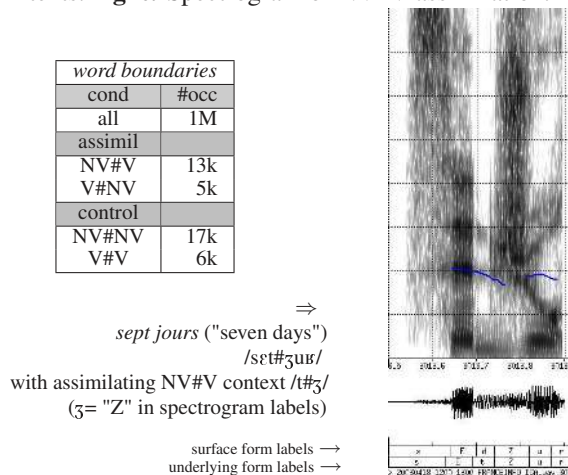 word boundaries
cond #occ
all 1M
assimil
NV#V 13k
V#NV 5k
control
NV#NV 17k
V#V 6k
⇒
sept jours ("seven days")
/sɛt#ʒuʁ/
with assimilating NV#V context /t#ʒ/
(ʒ= "Z" in spectrogram labels)
surface form labels →
underlying form labels →
s E d Z u r
s E t Z u r